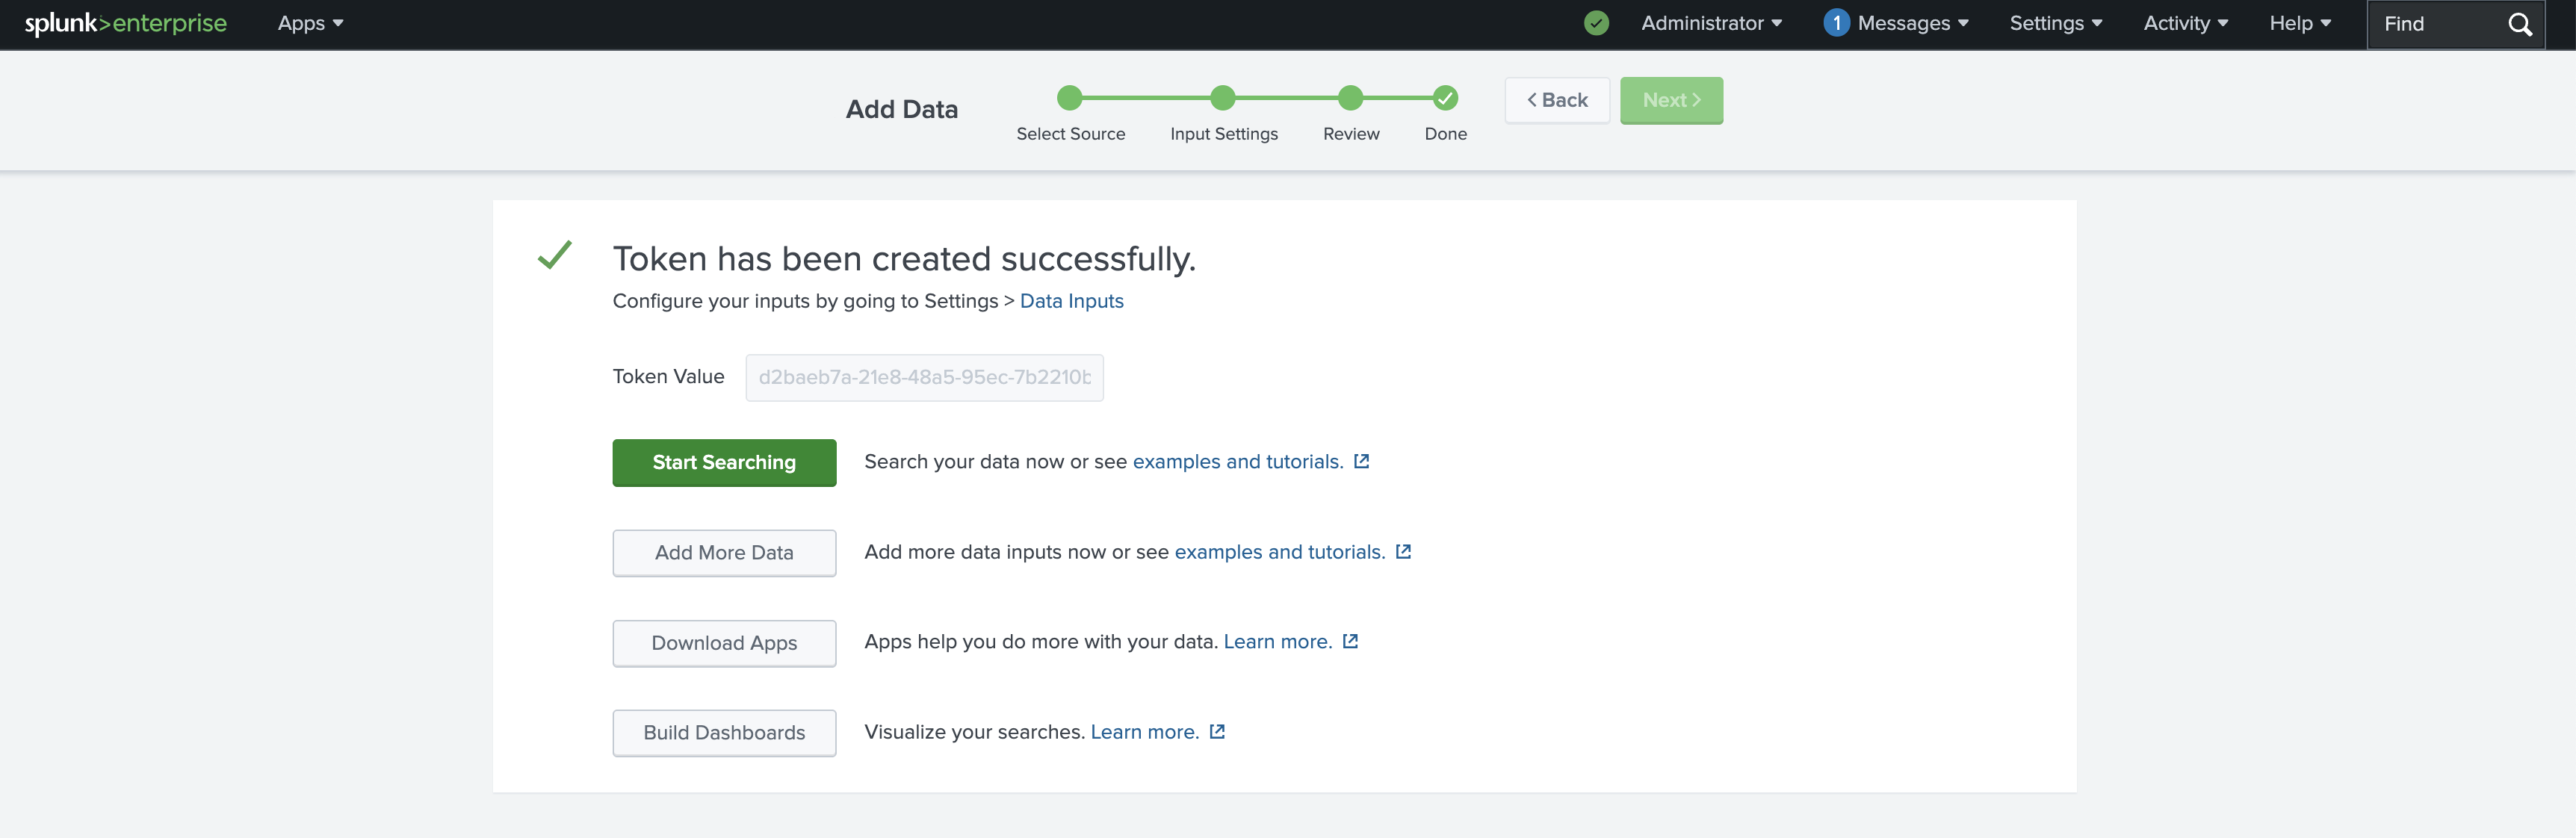 splunk>enterprise Apps Administrator 1 Messages Settings Activity Help Find
Add Data Select Source Input Settings Review Done < Back Next >
Token has been created successfully.
Configure your inputs by going to Settings > Data Inputs
Token Value d2baeb7a-21e8-48a5-95ec-7b2210b
Start Searching Search your data now or see examples and tutorials.
Add More Data Add more data inputs now or see examples and tutorials.
Download Apps Apps help you do more with your data. Learn more.
Build Dashboards Visualize your searches. Learn more.